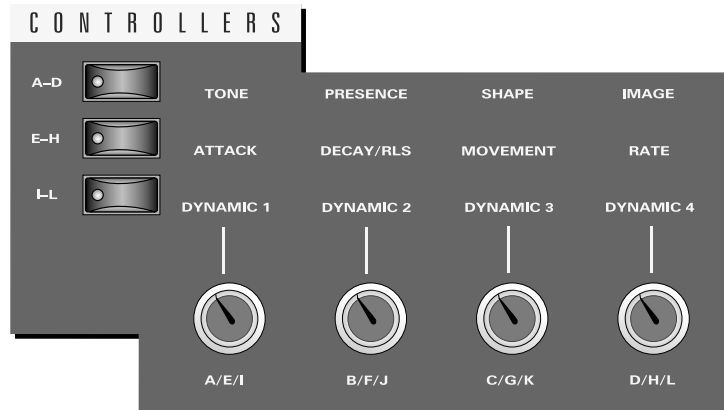 CONTROLLERS
A–D
TONE PRESENCE SHAPE IMAGE
E–H
ATTACK DECAY/RLS MOVEMENT RATE
I–L
DYNAMIC 1 DYNAMIC 2 DYNAMIC 3 DYNAMIC 4
A/E/I B/F/J C/G/K D/H/L